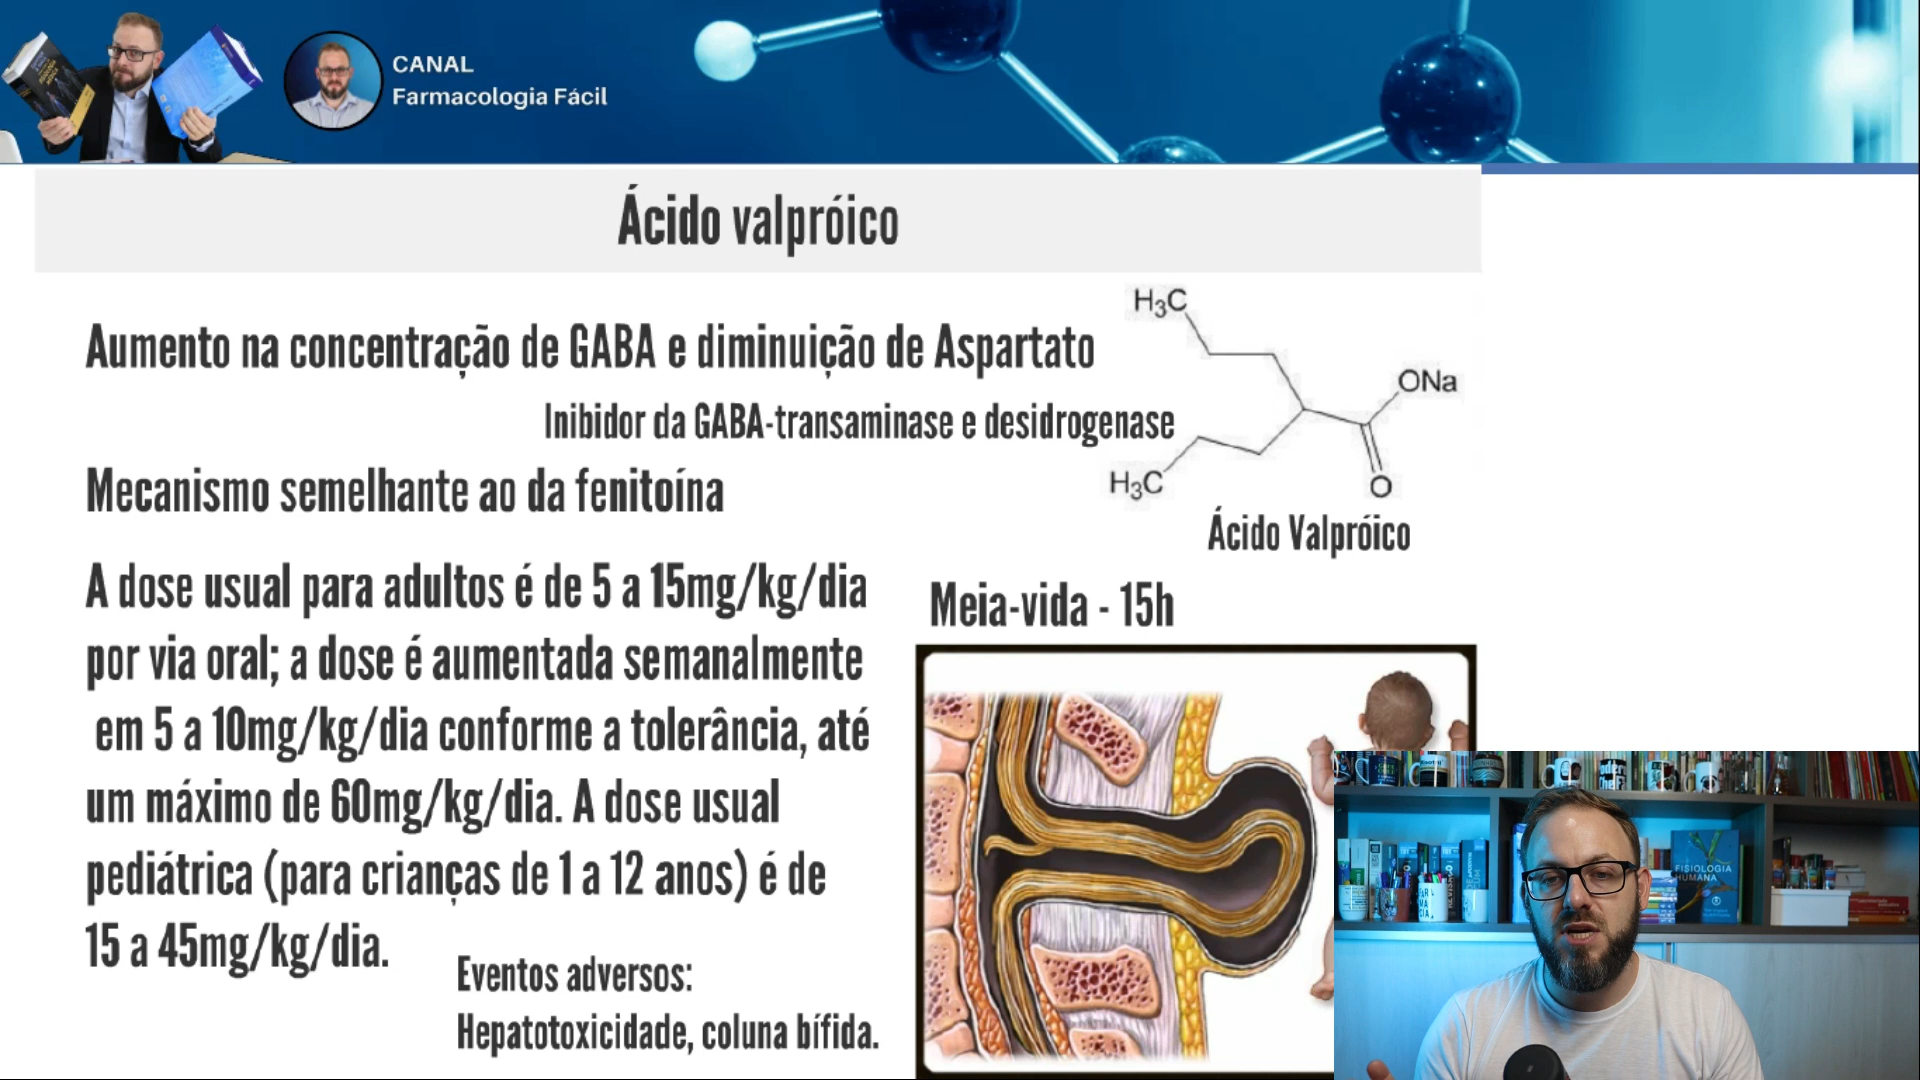 CANAL
Farmacologia Fácil
Ácido valpróico
Aumento na concentração de GABA e diminuição de Aspartato
Inibidor da GABA-transaminase e desidrogenase
Mecanismo semelhante ao da fenitoína
H₃C
ONa
H₃C
O
Ácido Valpróico
A dose usual para adultos é de 5 a 15mg/kg/dia
por via oral; a dose é aumentada semanalmente
em 5 a 10mg/kg/dia conforme a tolerância, até
um máximo de 60mg/kg/dia. A dose usual
pediátrica (para crianças de 1 a 12 anos) é de
15 a 45mg/kg/dia.
Meia-vida - 15h
Eventos adversos:
Hepatotoxicidade, coluna bífida.
FISIOLOGIA
HUMANA